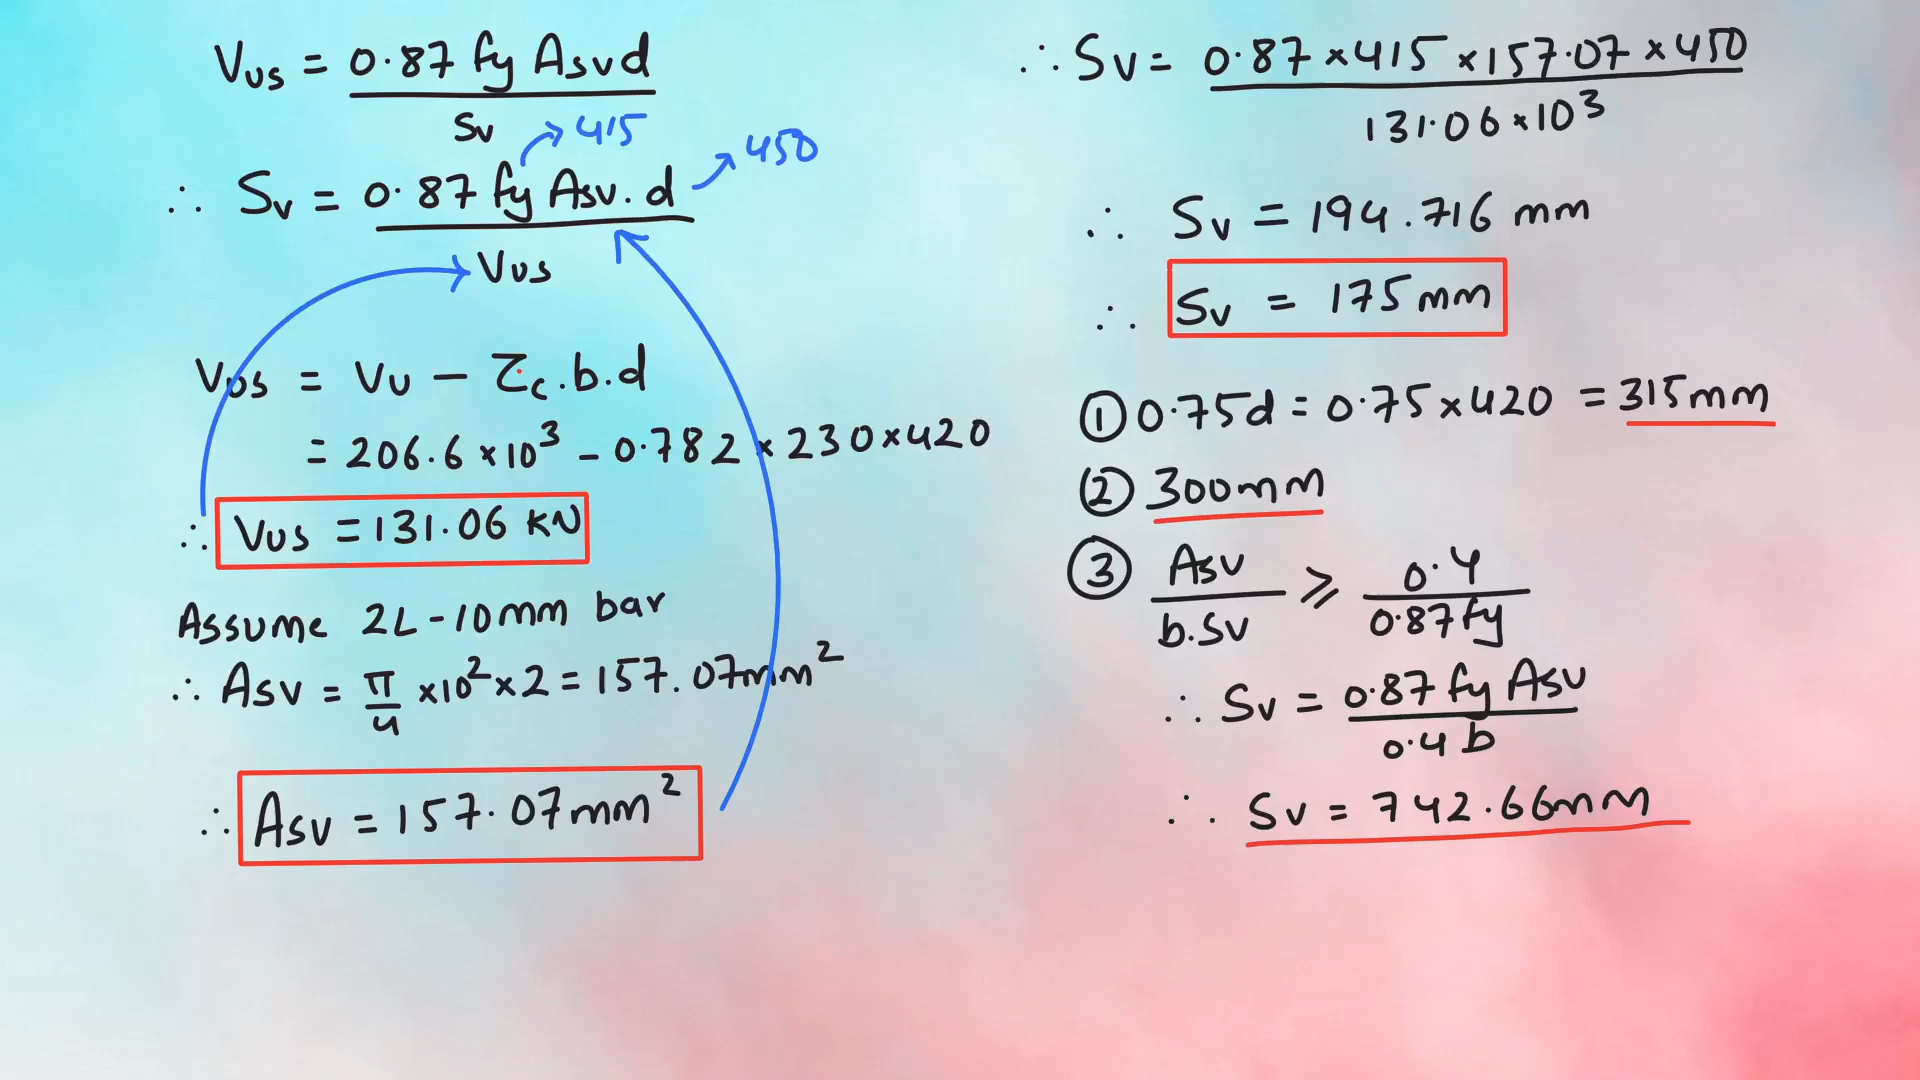 Vus = 0.87 fy Asvd
Sv
→ 415
∴ Sv = 0.87 fy Asv. d
→ 450
→ Vus
Vus = Vu - τc.b.d
= 206.6 × 10³ - 0.782 × 230 × 420
∴ Vus = 131.06 KN
Assume 2L - 10mm bar
∴ Asv = π/4 × 10² × 2 = 157.07mm²
∴ Asv = 157.07mm²
∴ Sv = 0.87 × 415 × 157.07 × 450
131.06 × 10³
∴ Sv = 194.716 mm
∴ Sv = 175mm
① 0.75d = 0.75 × 420 = 315mm
② 300mm
③ Asv / b.Sv ≥ 0.4 / 0.87fy
∴ Sv = 0.87 fy Asv
0.4 b
∴ Sv = 742.66mm